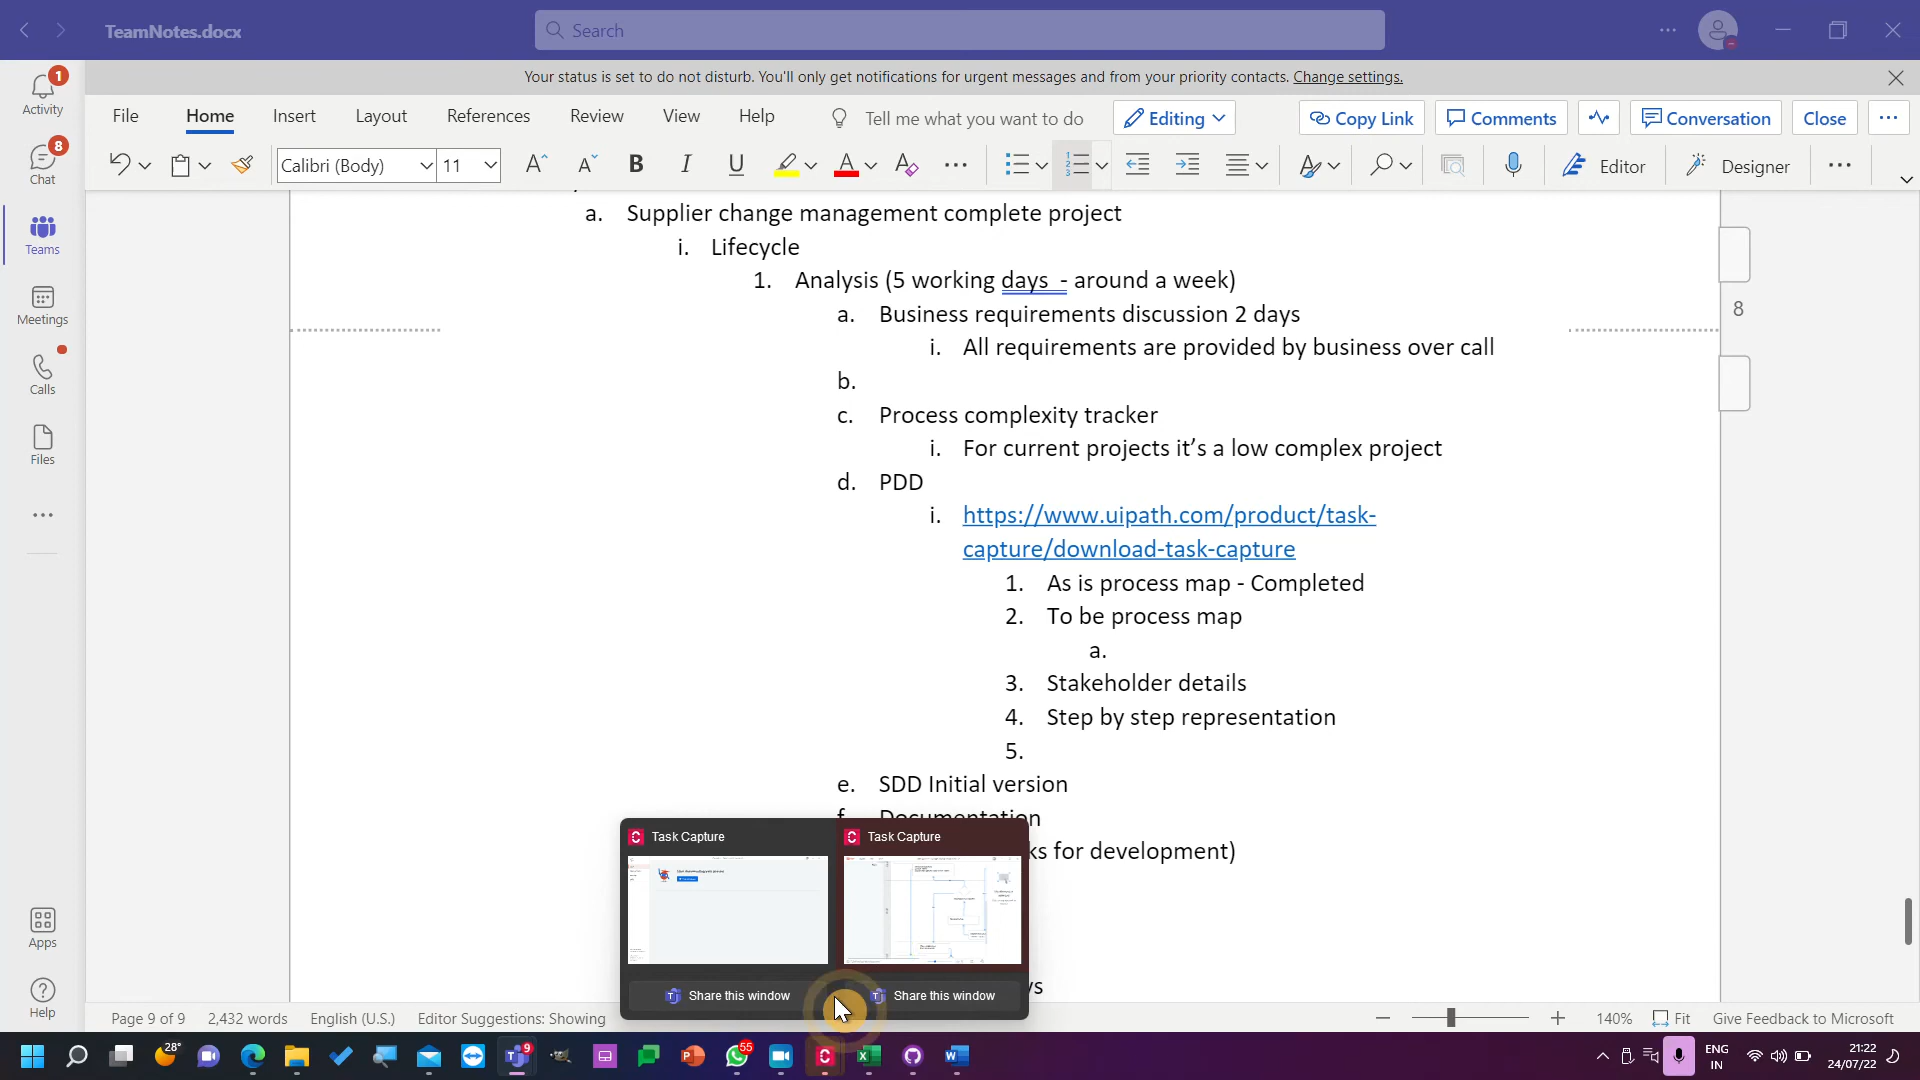 TeamNotes.docx
Search
Your status is set to do not disturb. You'll only get notifications for urgent messages and from your priority contacts. Change settings.
File Home Insert Layout References Review View Help Tell me what you want to do Editing Copy Link Comments Conversation Close
Calibri (Body) 11 Editor Designer
1
Activity
8
Chat
Teams
Meetings
Calls
Files
Apps
Help
a. Supplier change management complete project
i. Lifecycle
1. Analysis (5 working days - around a week)
a. Business requirements discussion 2 days
8
i. All requirements are provided by business over call
b.
c. Process complexity tracker
i. For current projects it's a low complex project
d. PDD
i. https://www.uipath.com/product/task-
capture/download-task-capture
1. As is process map - Completed
2. To be process map
a.
3. Stakeholder details
4. Step by step representation
5.
e. SDD Initial version
f. Documentation
ks for development)
Task Capture
Task Capture
Share this window
Share this window
ys
Page 9 of 9 2,432 words English (U.S.) Editor Suggestions: Showing 140% Fit Give Feedback to Microsoft
28°
9
55
ENG
IN
21:22
24/07/22